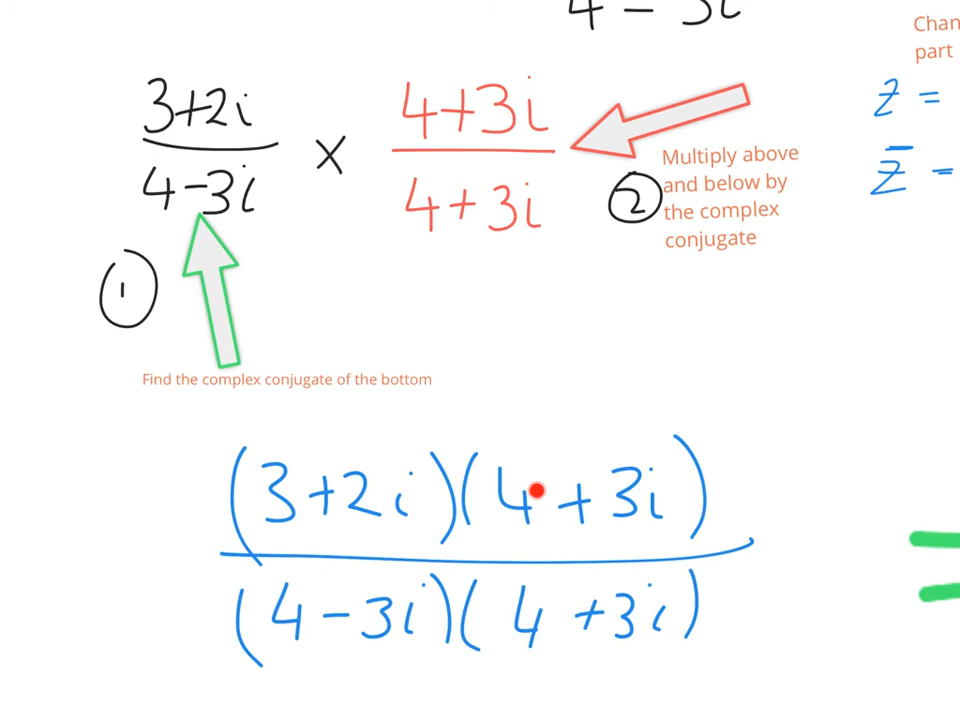 4 - 3i
Chan
part
3+2i
4-3i
×
4+3i
4+3i
z =
z̅ =
①
②
Multiply above
and below by
the complex
conjugate
Find the complex conjugate of the bottom
(3+2i)(4+3i)
(4-3i)(4+3i)
=